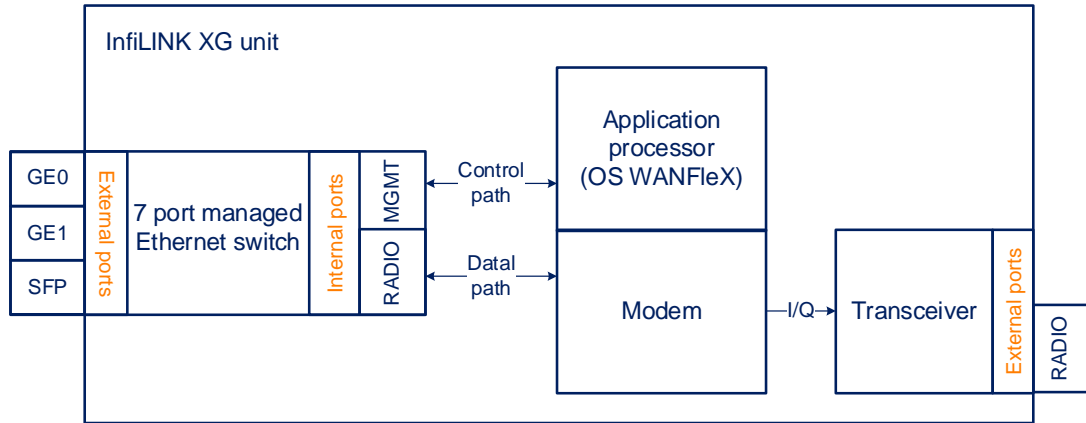 InfiLINK XG unit
GE0
GE1
SFP
External ports
7 port managed
Ethernet switch
Internal ports
MGMT
RADIO
Control
path
Datal
path
Application
processor
(OS WANFleX)
Modem
I/Q
Transceiver
External ports
RADIO